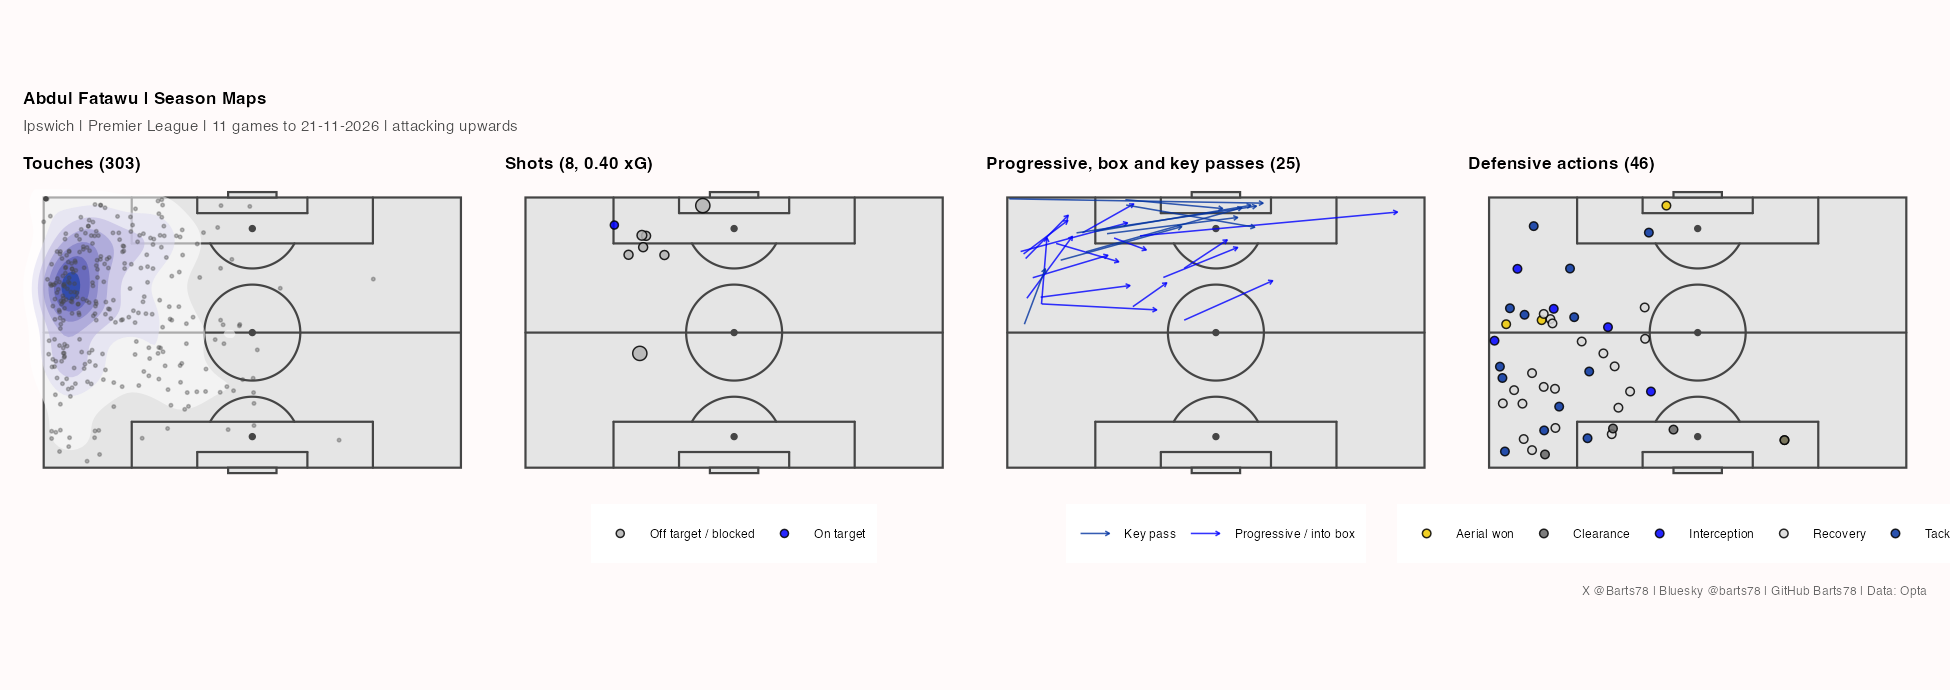 Abdul Fatawu | Season Maps
Ipswich | Premier League | 11 games to 21-11-2026 | attacking upwards
Touches (303)
Shots (8, 0.40 xG)
Progressive, box and key passes (25)
Defensive actions (46)
Off target / blocked
On target
Key pass
Progressive / into box
Aerial won
Clearance
Interception
Recovery
Tack
X @Barts78 | Bluesky @barts78 | GitHub Barts78 | Data: Opta